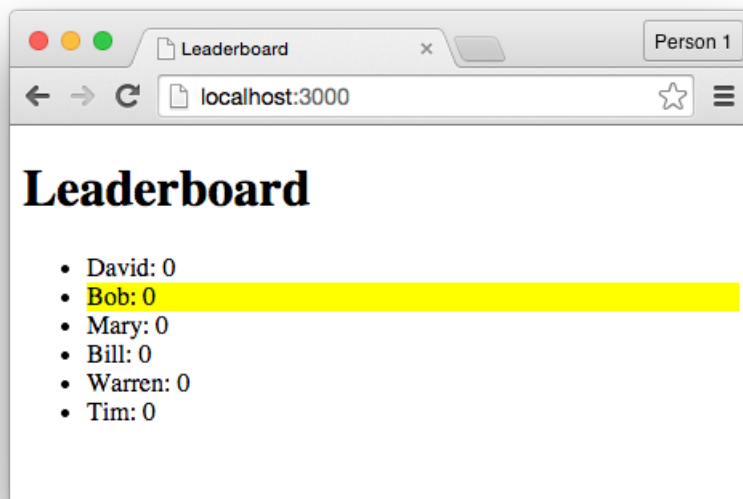 Leaderboard
Person 1
localhost:3000
Leaderboard
David: 0
Bob: 0
Mary: 0
Bill: 0
Warren: 0
Tim: 0